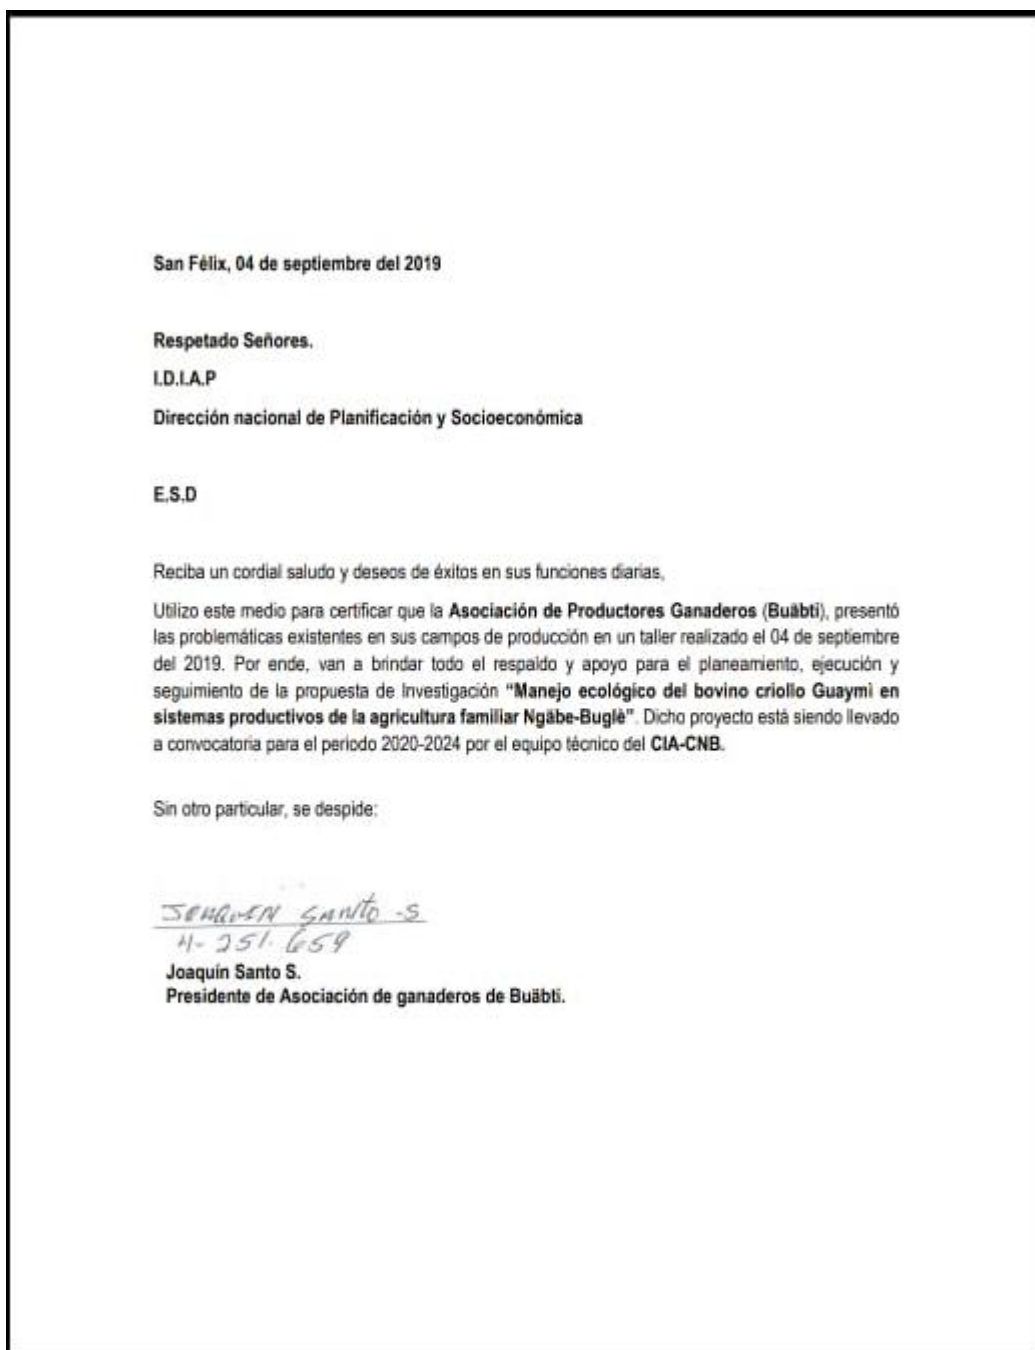 San Félix, 04 de septiembre del 2019
Respetado Señores.
I.D.I.A.P
Dirección nacional de Planificación y Socioeconómica
E.S.D
Reciba un cordial saludo y deseos de éxitos en sus funciones diarias,
Utilizo este medio para certificar que la Asociación de Productores Ganaderos (Buäbti), presentó
las problemáticas existentes en sus campos de producción en un taller realizado el 04 de septiembre
del 2019. Por ende, van a brindar todo el respaldo y apoyo para el planeamiento, ejecución y
seguimiento de la propuesta de Investigación “Manejo ecológico del bovino criollo Guaymi en
sistemas productivos de la agricultura familiar Ngäbe-Buglè”. Dicho proyecto está siendo llevado
a convocatoria para el periodo 2020-2024 por el equipo técnico del CIA-CNB.
Sin otro particular, se despide:
JOAQUIN SANTO -S
4-251-659
Joaquín Santo S.
Presidente de Asociación de ganaderos de Buäbti.